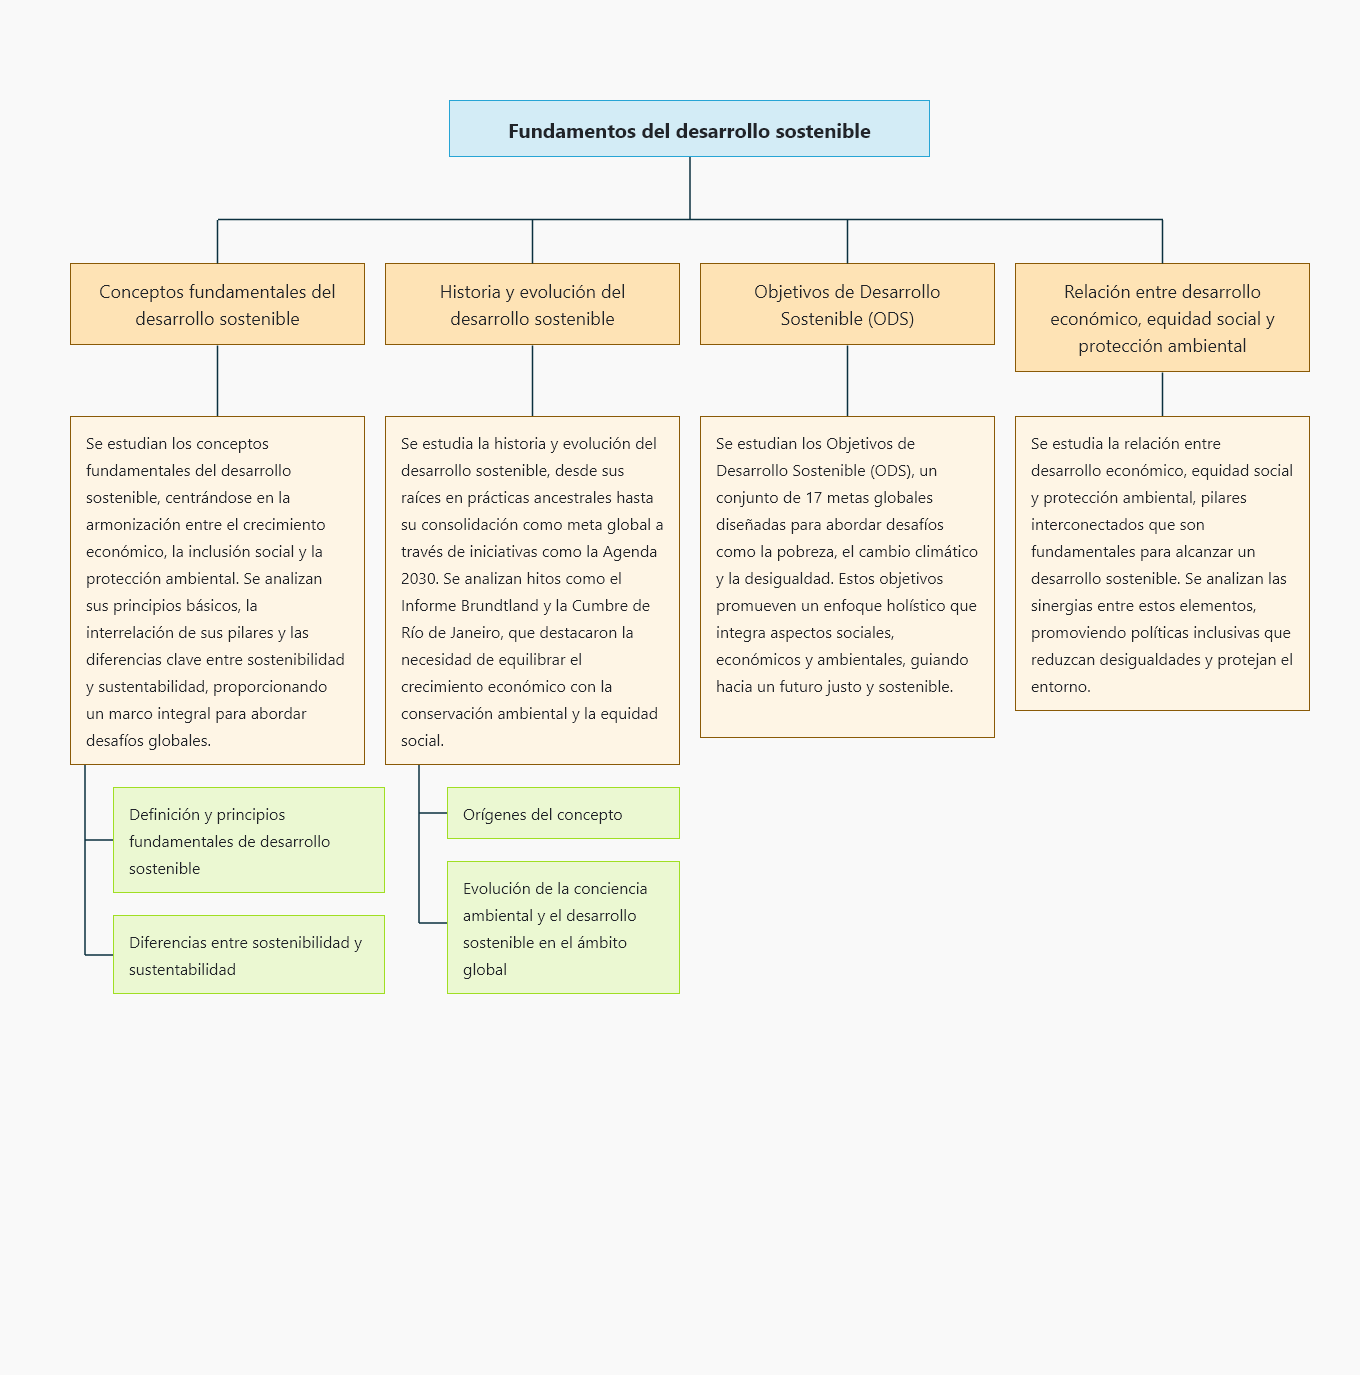 Fundamentos del desarrollo sostenible
Conceptos fundamentales del
desarrollo sostenible
Historia y evolución del
desarrollo sostenible
Objetivos de Desarrollo
Sostenible (ODS)
Relación entre desarrollo
económico, equidad social y
protección ambiental
Se estudian los conceptos
fundamentales del desarrollo
sostenible, centrándose en la
armonización entre el crecimiento
económico, la inclusión social y la
protección ambiental. Se analizan
sus principios básicos, la
interrelación de sus pilares y las
diferencias clave entre sostenibilidad
y sustentabilidad, proporcionando
un marco integral para abordar
desafíos globales.
Se estudia la historia y evolución del
desarrollo sostenible, desde sus
raíces en prácticas ancestrales hasta
su consolidación como meta global a
través de iniciativas como la Agenda
2030. Se analizan hitos como el
Informe Brundtland y la Cumbre de
Río de Janeiro, que destacaron la
necesidad de equilibrar el
crecimiento económico con la
conservación ambiental y la equidad
social.
Se estudian los Objetivos de
Desarrollo Sostenible (ODS), un
conjunto de 17 metas globales
diseñadas para abordar desafíos
como la pobreza, el cambio climático
y la desigualdad. Estos objetivos
promueven un enfoque holístico que
integra aspectos sociales,
económicos y ambientales, guiando
hacia un futuro justo y sostenible.
Se estudia la relación entre
desarrollo económico, equidad social
y protección ambiental, pilares
interconectados que son
fundamentales para alcanzar un
desarrollo sostenible. Se analizan las
sinergias entre estos elementos,
promoviendo políticas inclusivas que
reduzcan desigualdades y protejan el
entorno.
Definición y principios
fundamentales de desarrollo
sostenible
Diferencias entre sostenibilidad y
sustentabilidad
Orígenes del concepto
Evolución de la conciencia
ambiental y el desarrollo
sostenible en el ámbito
global